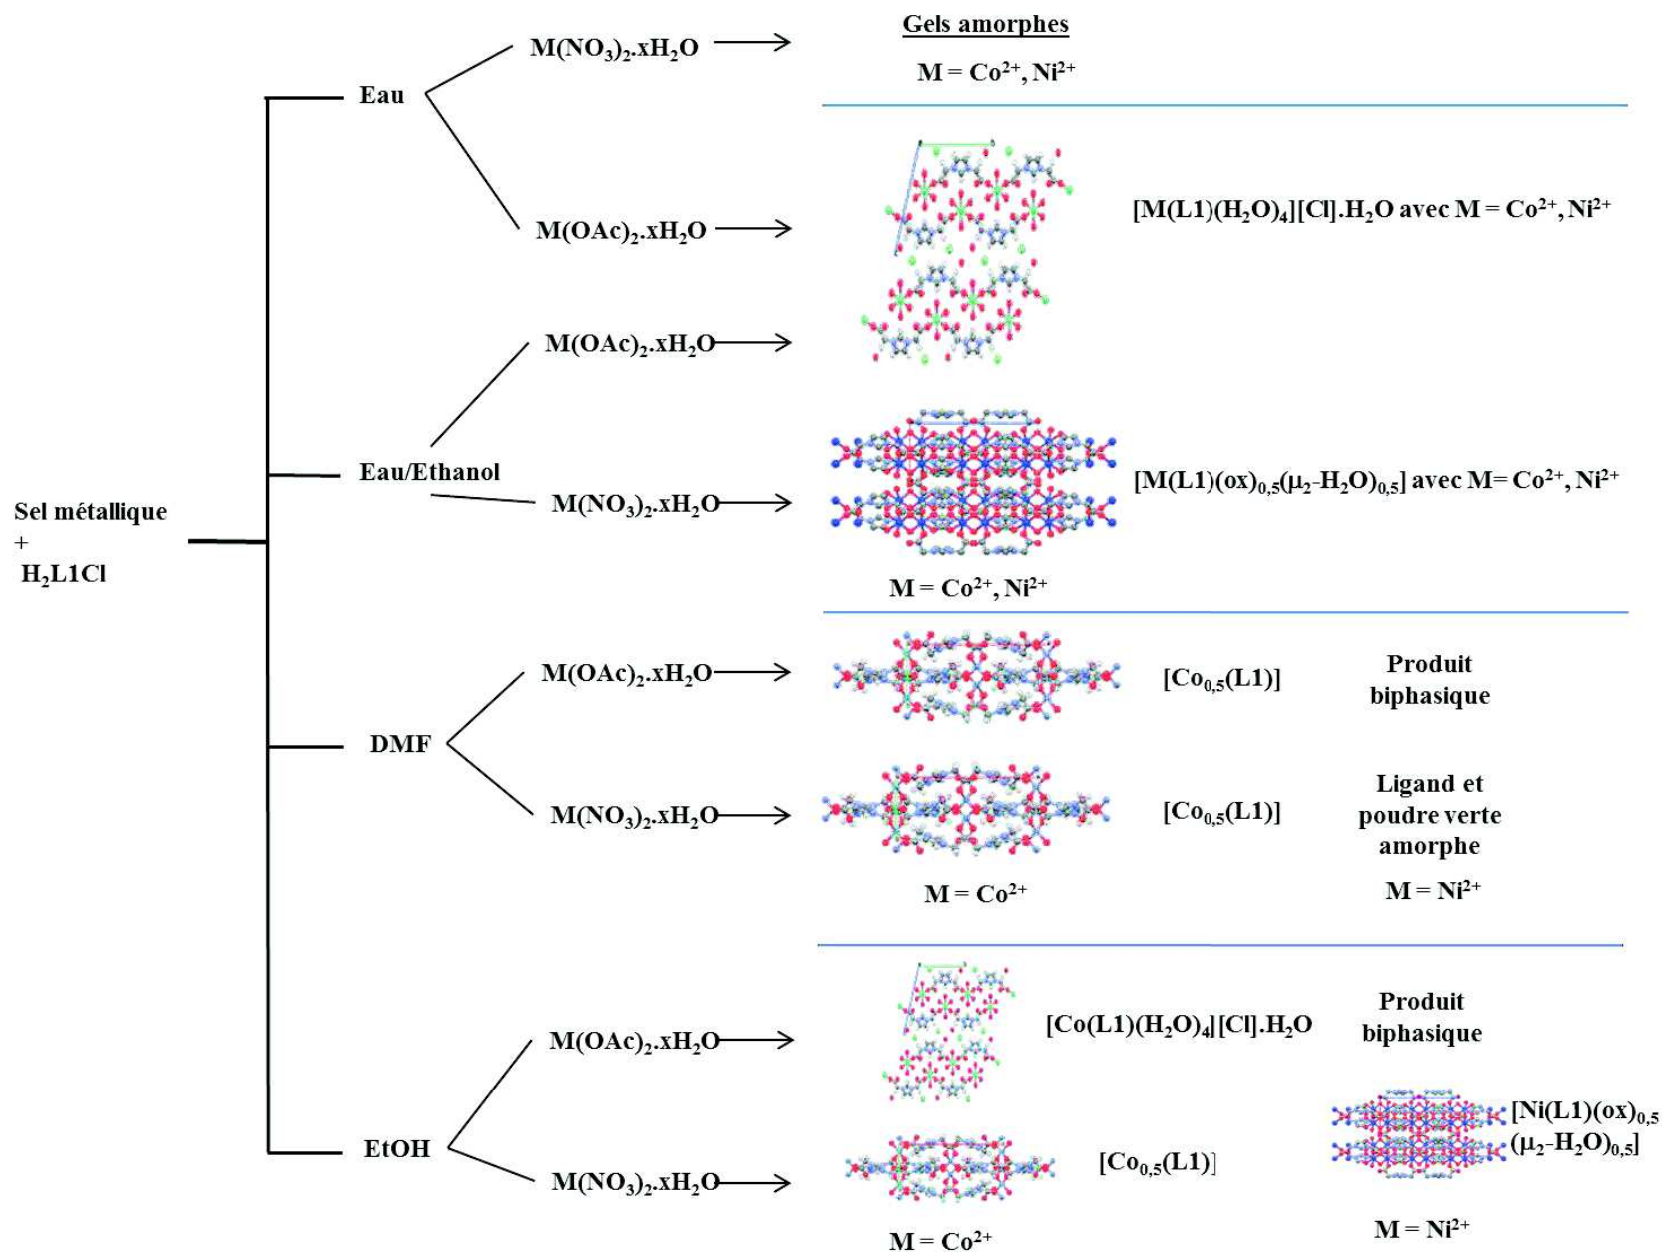 Gels amorphes
M(NO3)2.xH2O
M = Co2+, Ni2+
Eau
M(OAc)2.xH2O
[M(L1)(H2O)4][Cl].H2O avec M = Co2+, Ni2+
M(OAc)2.xH2O
Eau/Ethanol
M(NO3)2.xH2O
[M(L1)(ox)0,5(μ2-H2O)0,5] avec M= Co2+, Ni2+
M = Co2+, Ni2+
Sel métallique
+
H2L1Cl
M(OAc)2.xH2O
[Co0,5(L1)]
Produit
biphasique
DMF
M(NO3)2.xH2O
[Co0,5(L1)]
Ligand et
poudre verte
amorphe
M = Co2+
M = Ni2+
M(OAc)2.xH2O
[Co(L1)(H2O)4][Cl].H2O
Produit
biphasique
EtOH
M(NO3)2.xH2O
[Co0,5(L1)]
[Ni(L1)(ox)0,5
(μ2-H2O)0,5]
M = Co2+
M = Ni2+